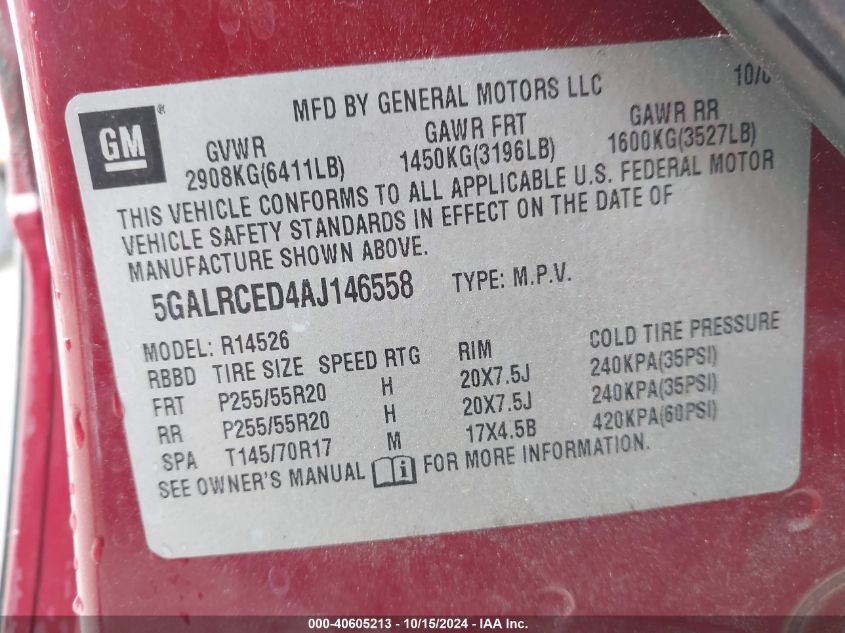 MFD BY GENERAL MOTORS LLC
GM®
GVWR GAWR FRT GAWR RR
2908KG(6411LB) 1450KG(3196LB) 1600KG(3527LB)
THIS VEHICLE CONFORMS TO ALL APPLICABLE U.S. FEDERAL MOTOR
VEHICLE SAFETY STANDARDS IN EFFECT ON THE DATE OF
MANUFACTURE SHOWN ABOVE.
5GALRCED4AJ146558 TYPE: M.P.V.
MODEL: R14526
RBBD TIRE SIZE SPEED RTG RIM COLD TIRE PRESSURE
FRT P255/55R20 H 20X7.5J 240KPA(35PSI)
RR P255/55R20 H 20X7.5J 240KPA(35PSI)
SPA T145/70R17 M 17X4.5B 420KPA(60PSI)
SEE OWNER'S MANUAL FOR MORE INFORMATION.
000-40605213 - 10/15/2024 - IAA Inc.